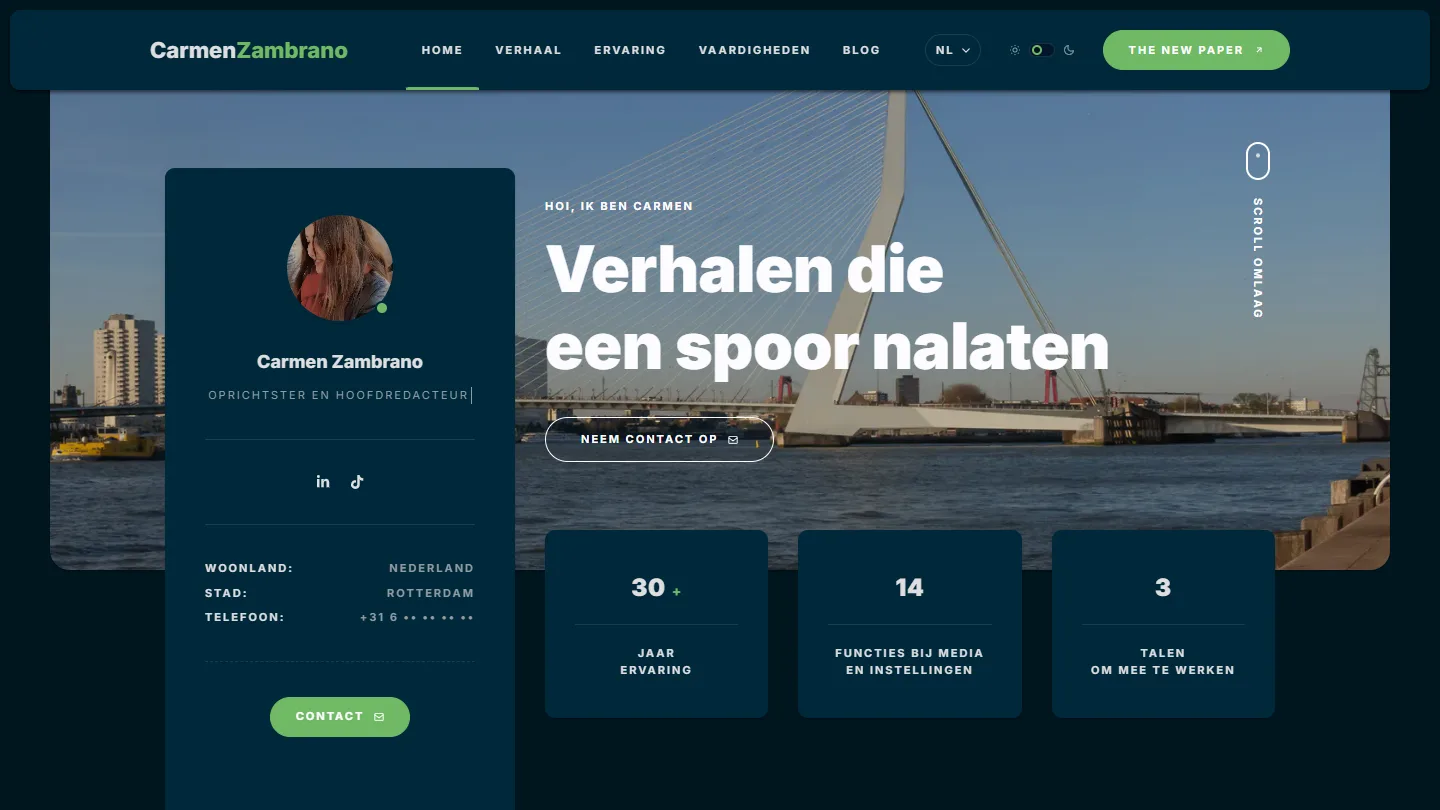 CarmenZambrano
HOME
VERHAAL
ERVARING
VAARDIGHEDEN
BLOG
NL
THE NEW PAPER
SCROLL OMLAAG
Carmen Zambrano
OPRICHTSTER EN HOOFDREDACTEUR
WOONLAND: NEDERLAND
STAD: ROTTERDAM
TELEFOON: +31 6 •• •• •• ••
CONTACT
HOI, IK BEN CARMEN
Verhalen die
een spoor nalaten
NEEM CONTACT OP
30 +
JAAR
ERVARING
14
FUNCTIES BIJ MEDIA
EN INSTELLINGEN
3
TALEN
OM MEE TE WERKEN